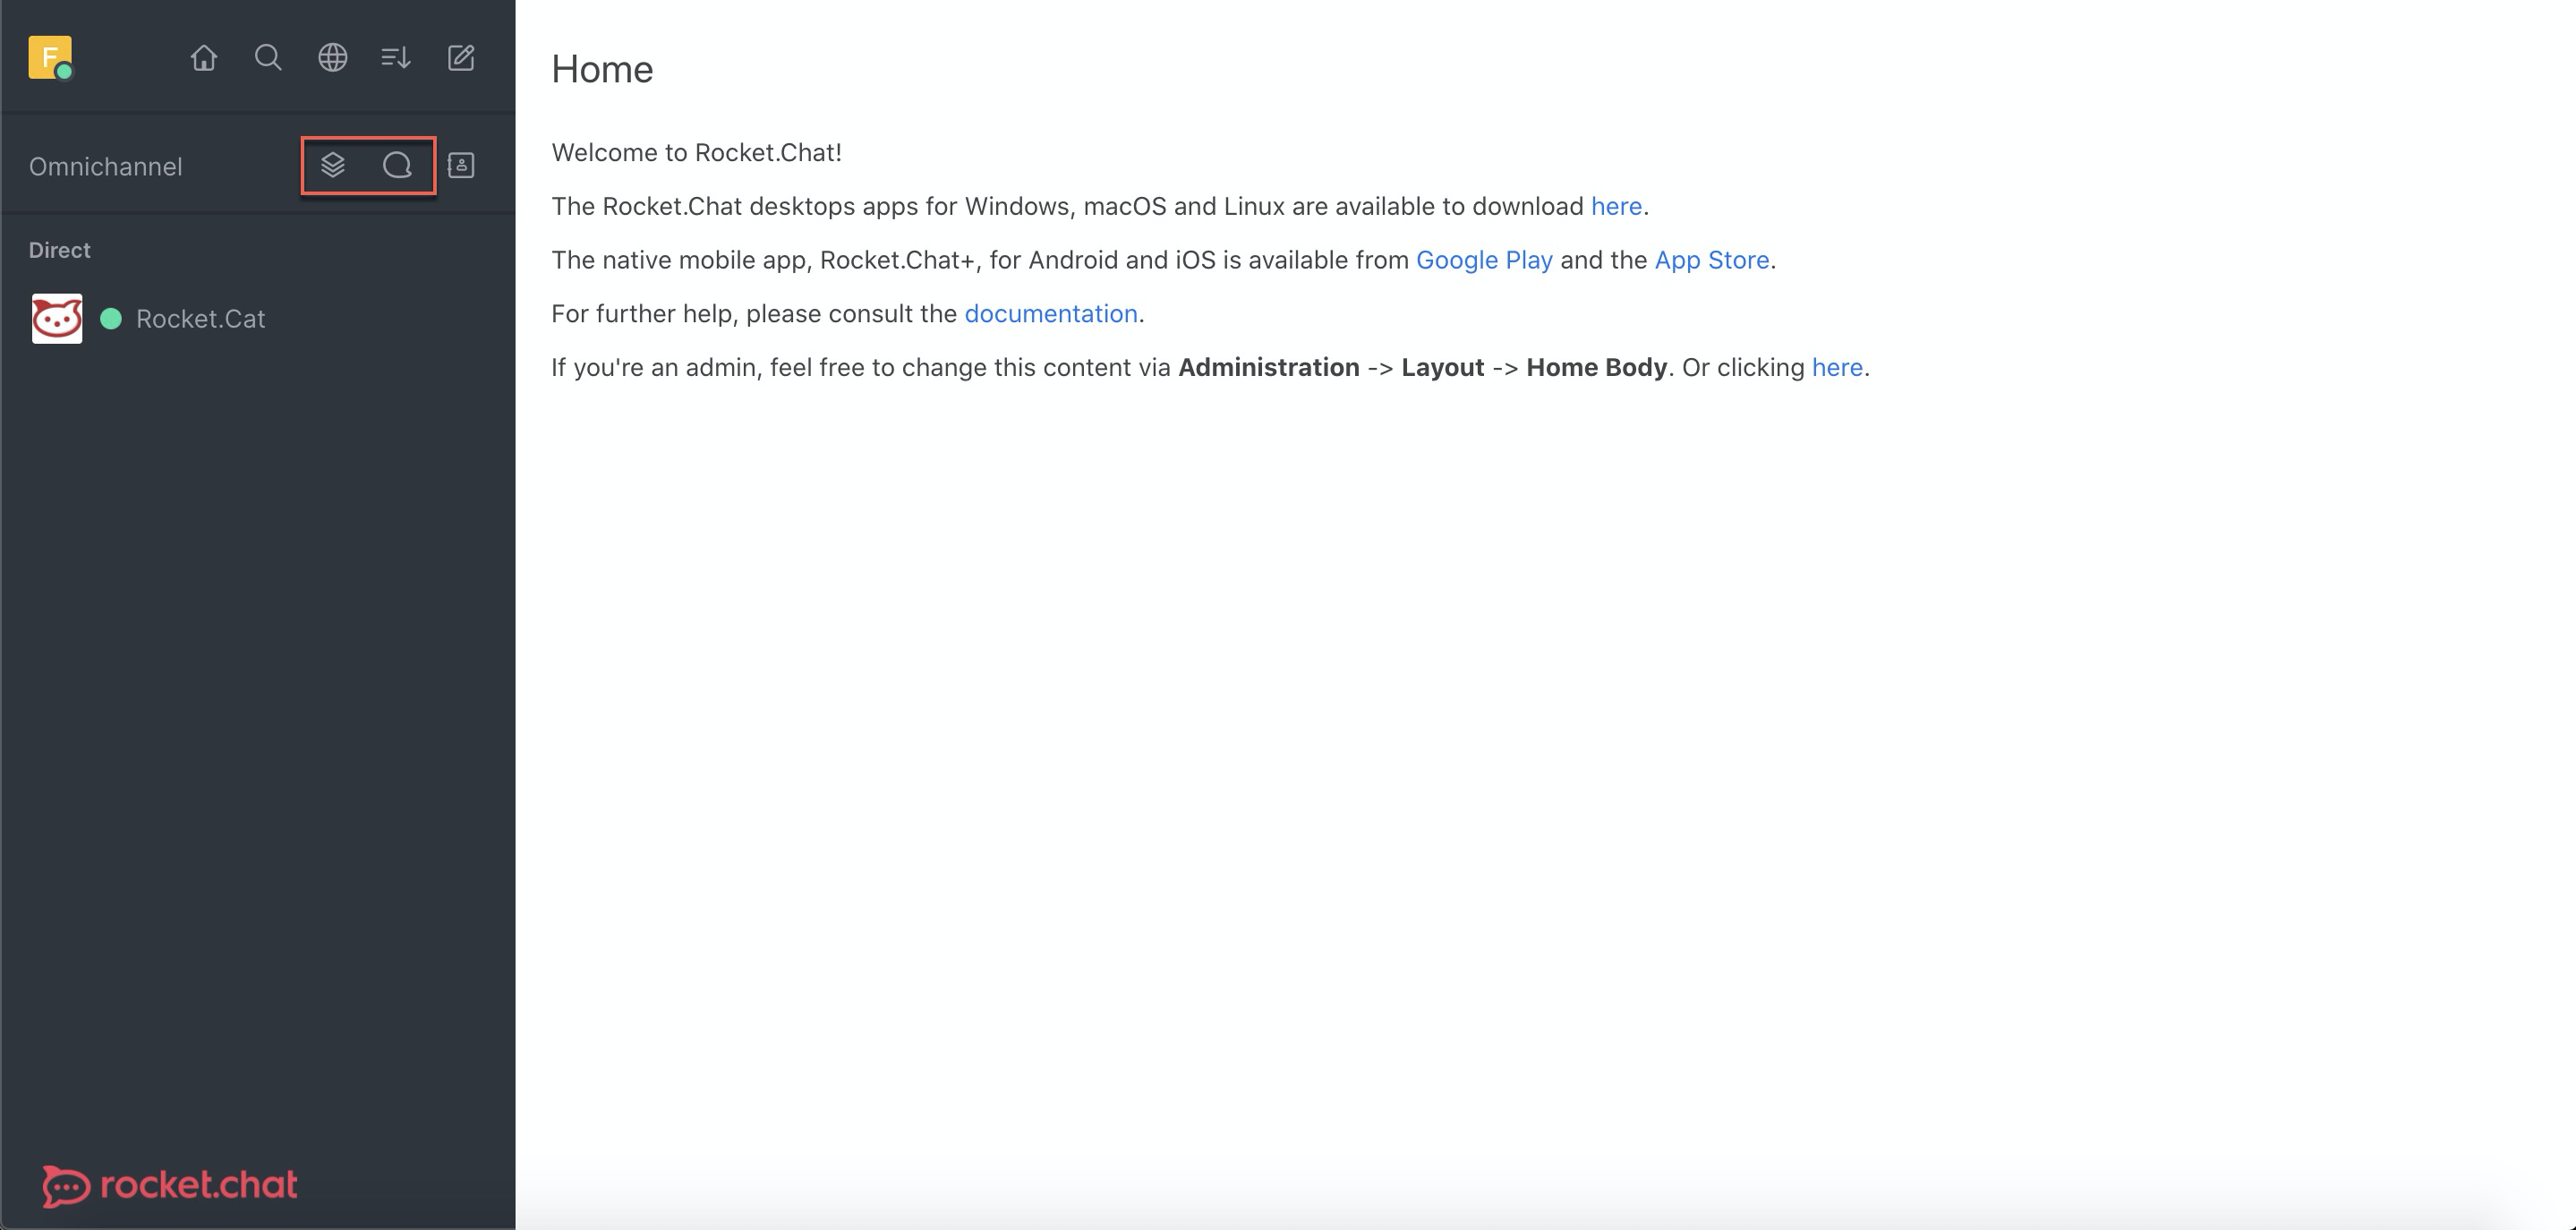 F
Omnichannel
Direct
Rocket.Cat
rocket.chat
Home
Welcome to Rocket.Chat!
The Rocket.Chat desktops apps for Windows, macOS and Linux are available to download here.
The native mobile app, Rocket.Chat+, for Android and iOS is available from Google Play and the App Store.
For further help, please consult the documentation.
If you're an admin, feel free to change this content via Administration -> Layout -> Home Body. Or clicking here.